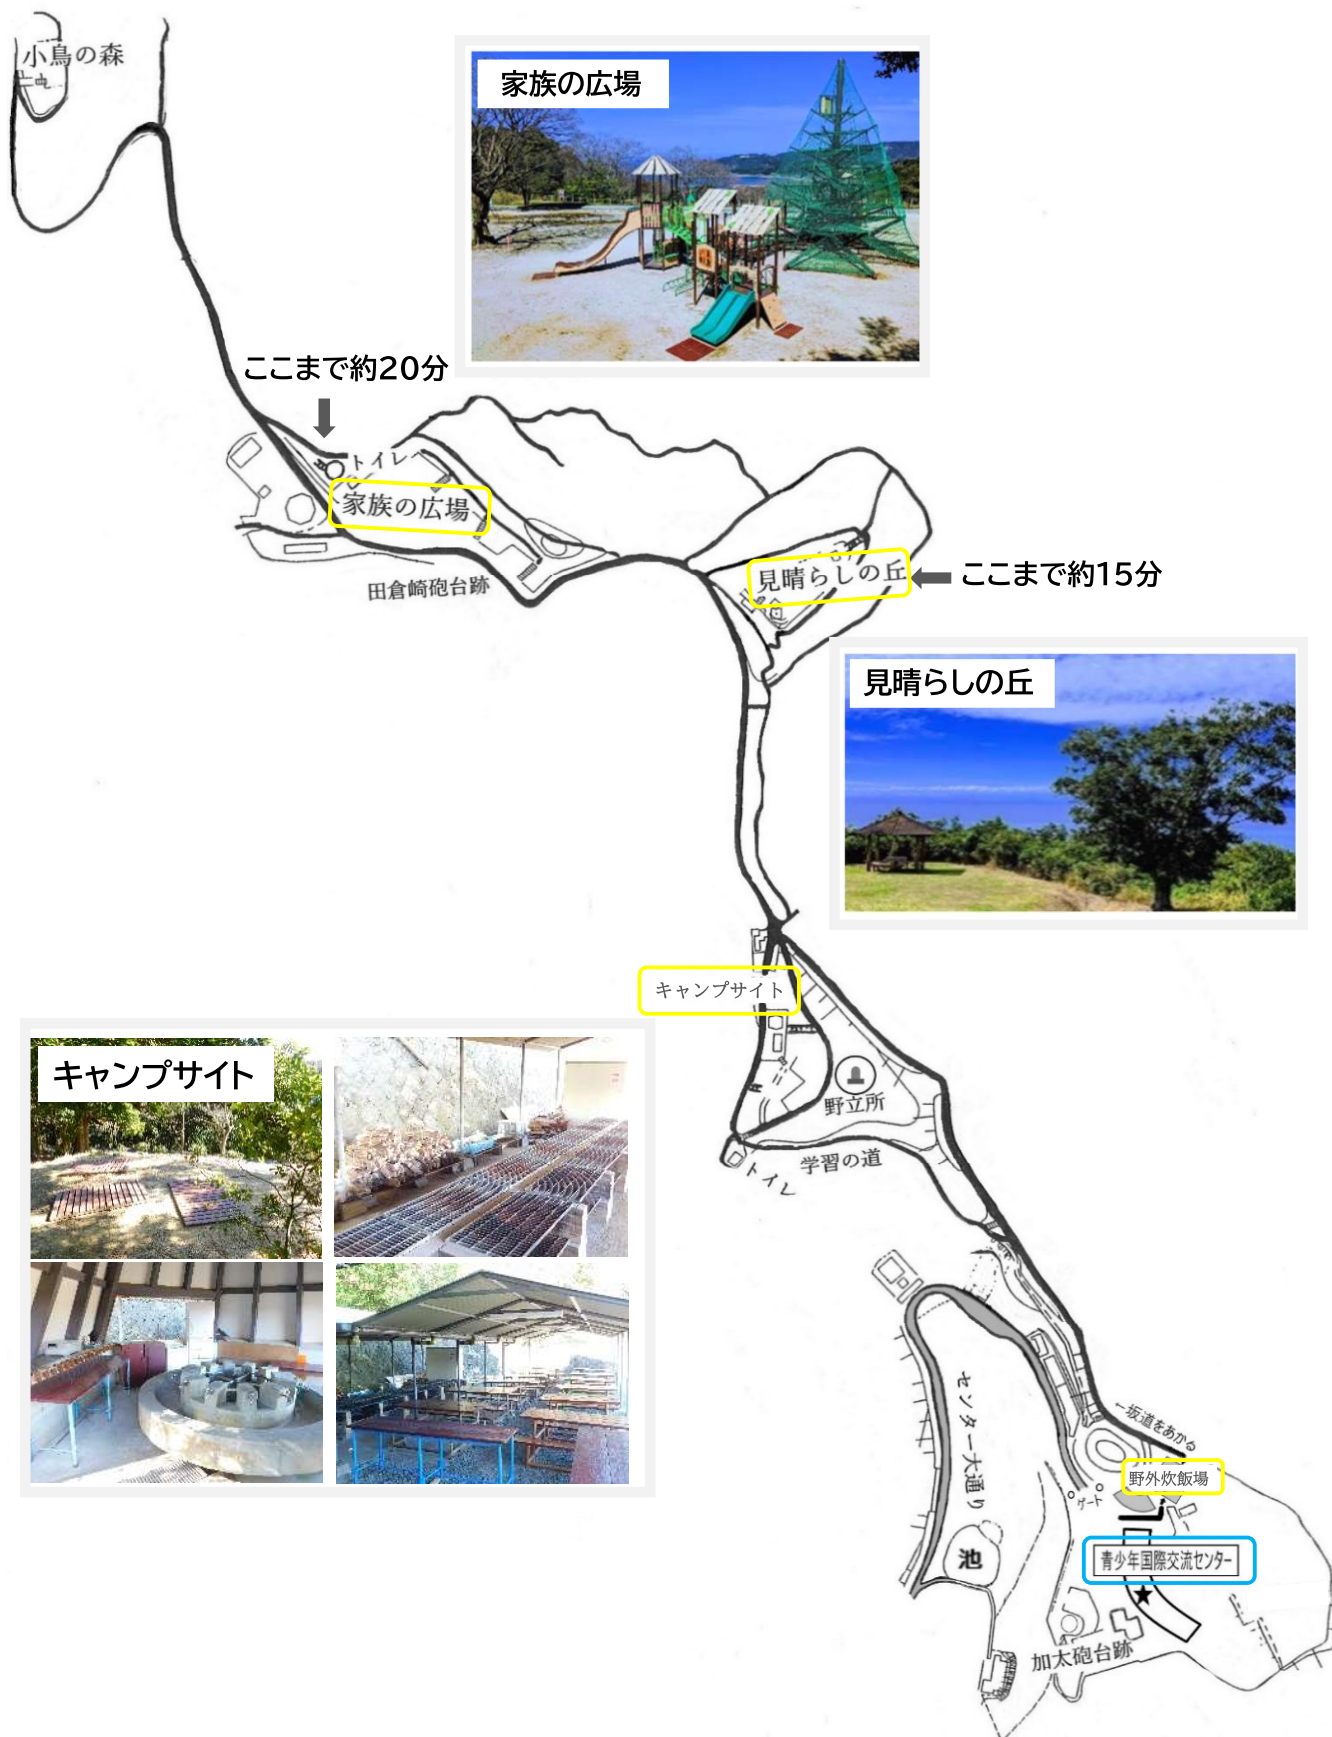 小鳥の森
家族の広場
ここまで約20分
トイレ
家族の広場
田倉崎砲台跡
見晴らしの丘
ここまで約15分
見晴らしの丘
キャンプサイト
キャンプサイト
野立所
学習の道
トイレ
センター大通り
←坂道をあがる
野外炊飯場
ゲート
池
青少年国際交流センター
★
加太砲台跡